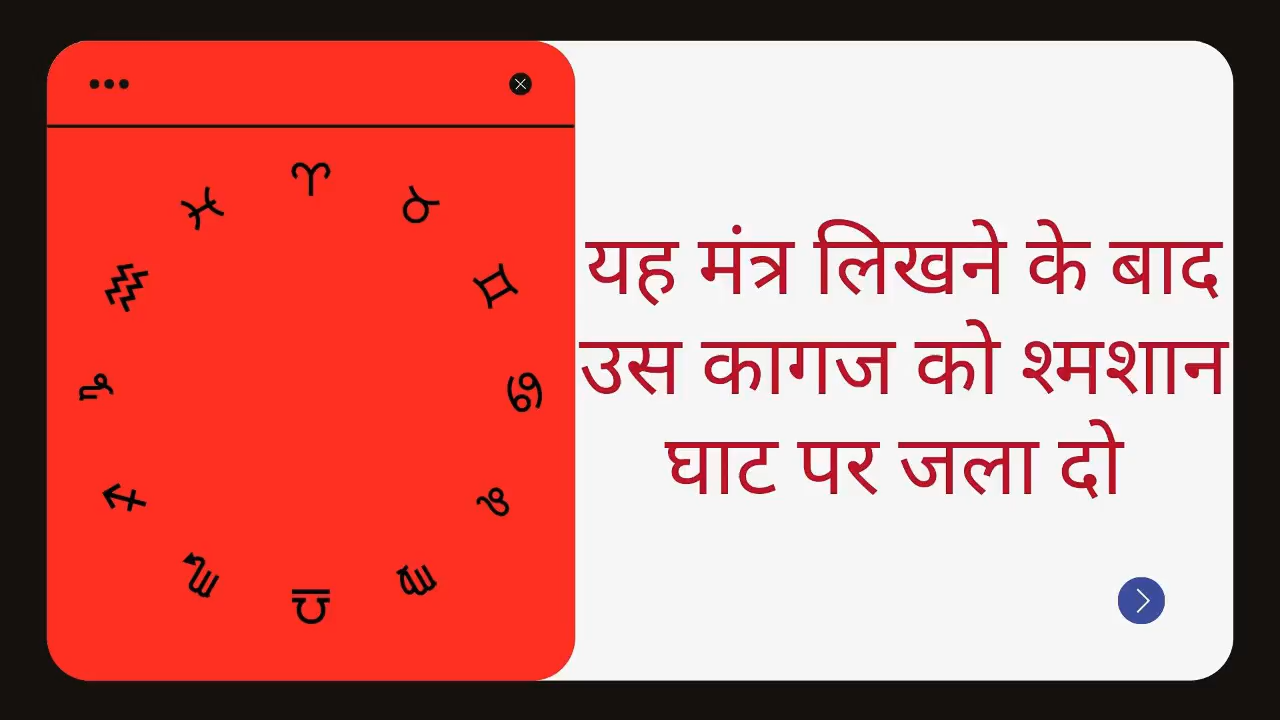 यह मंत्र लिखने के बाद
उस कागज को श्मशान
घाट पर जला दो